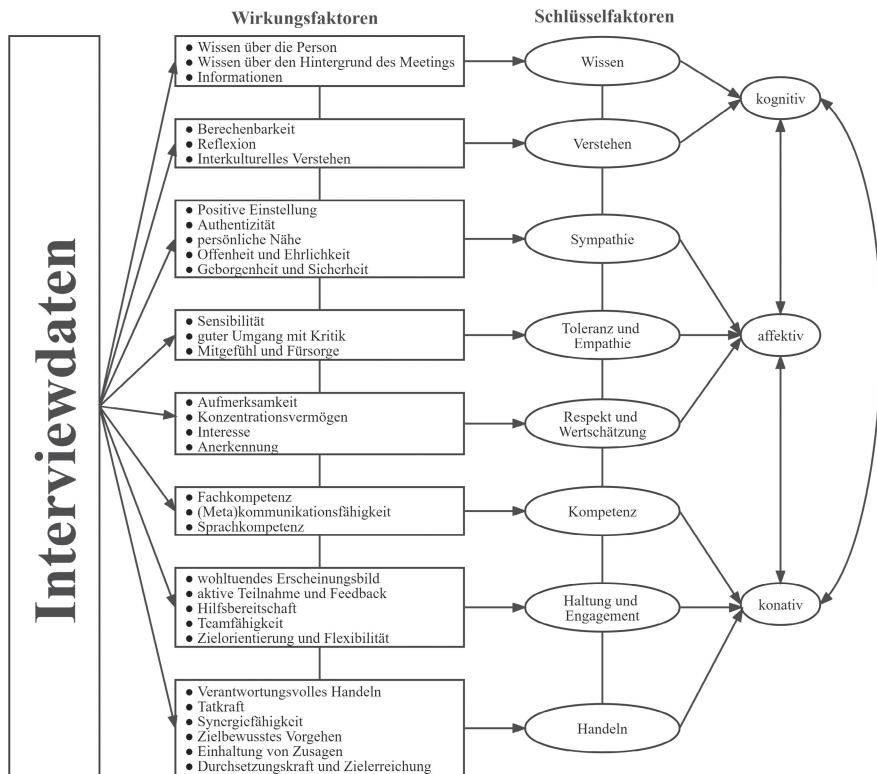 Wirkungsfaktoren
Schlüsselfaktoren
Interviewdaten
● Wissen über die Person
● Wissen über den Hintergrund des Meetings
● Informationen
Wissen
● Berechenbarkeit
● Reflexion
● Interkulturelles Verstehen
Verstehen
kognitiv
● Positive Einstellung
● Authentizität
● persönliche Nähe
● Offenheit und Ehrlichkeit
● Geborgenheit und Sicherheit
Sympathie
● Sensibilität
● guter Umgang mit Kritik
● Mitgefühl und Fürsorge
Toleranz und
Empathie
affektiv
● Aufmerksamkeit
● Konzentrationsvermögen
● Interesse
● Anerkennung
Respekt und
Wertschätzung
● Fachkompetenz
● (Meta)kommunikationsfähigkeit
● Sprachkompetenz
Kompetenz
● wohltuendes Erscheinungsbild
● aktive Teilnahme und Feedback
● Hilfsbereitschaft
● Teamfähigkeit
● Zielorientierung und Flexibilität
Haltung und
Engagement
konativ
● Verantwortungsvolles Handeln
● Tatkraft
● Synergiefähigkeit
● Zielbewusstes Vorgehen
● Einhaltung von Zusagen
● Durchsetzungskraft und Zielerreichung
Handeln